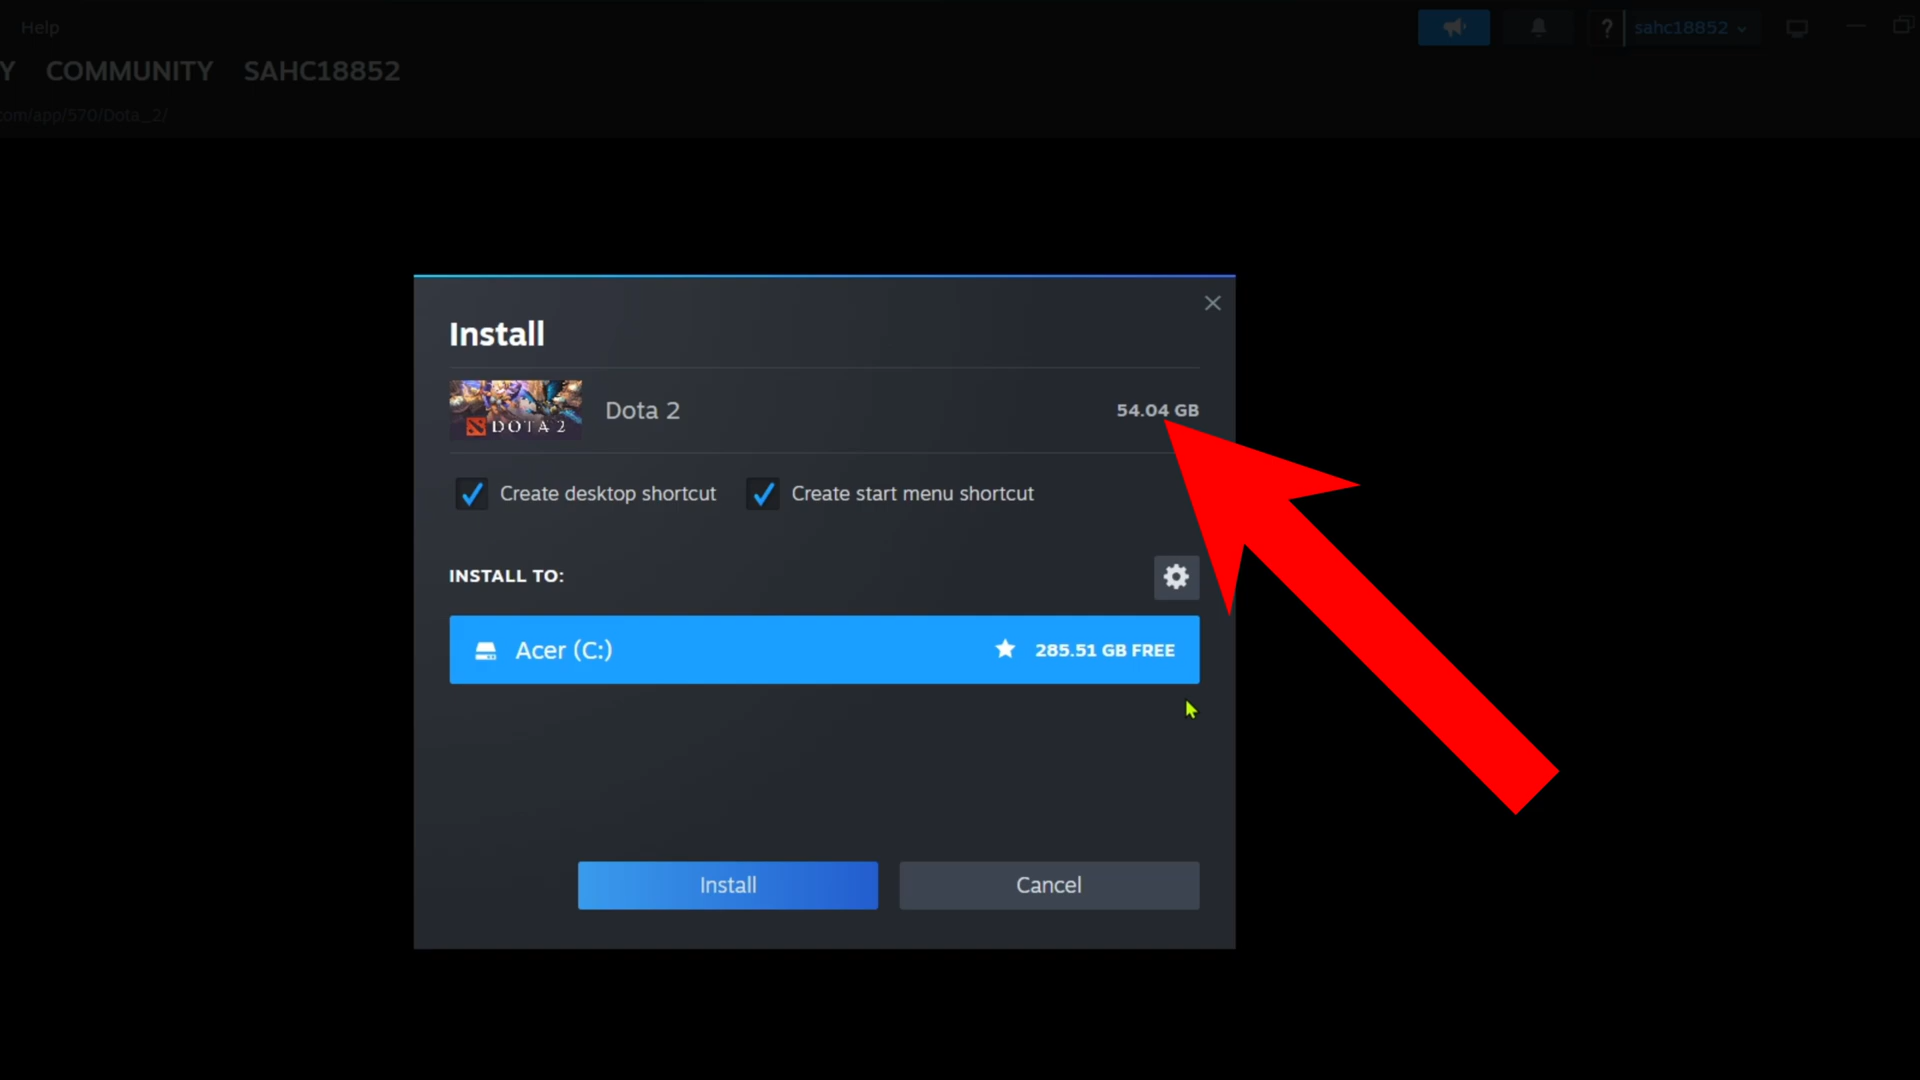 Help
? sahc18852
Y COMMUNITY SAHC18852
com/app/570/Dota_2/
Install
DOTA 2
Dota 2
54.04 GB
Create desktop shortcut
Create start menu shortcut
INSTALL TO:
Acer (C:)
285.51 GB FREE
Install
Cancel